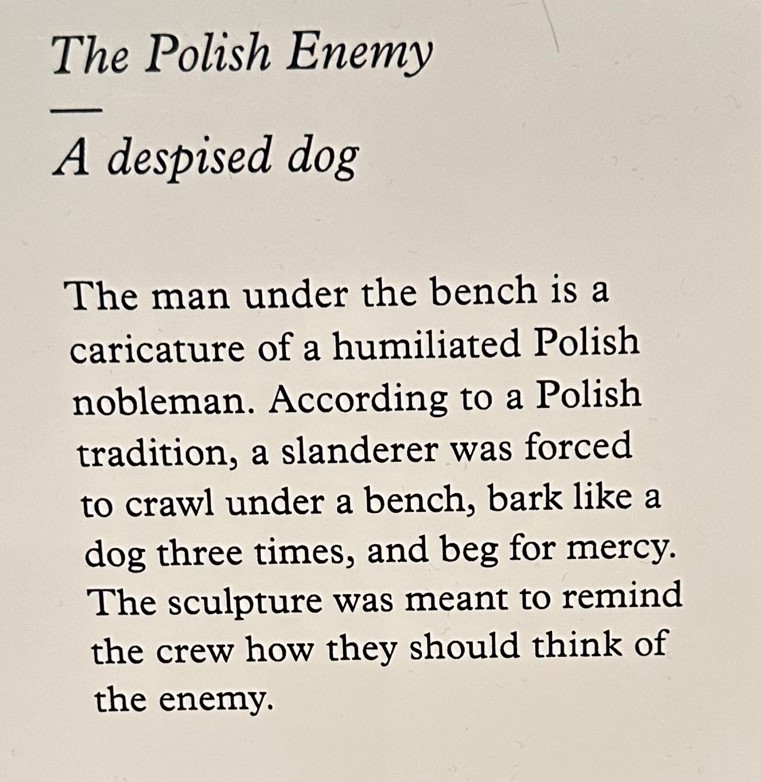 The Polish Enemy
A despised dog
The man under the bench is a
caricature of a humiliated Polish
nobleman. According to a Polish
tradition, a slanderer was forced
to crawl under a bench, bark like a
dog three times, and beg for mercy.
The sculpture was meant to remind
the crew how they should think of
the enemy.